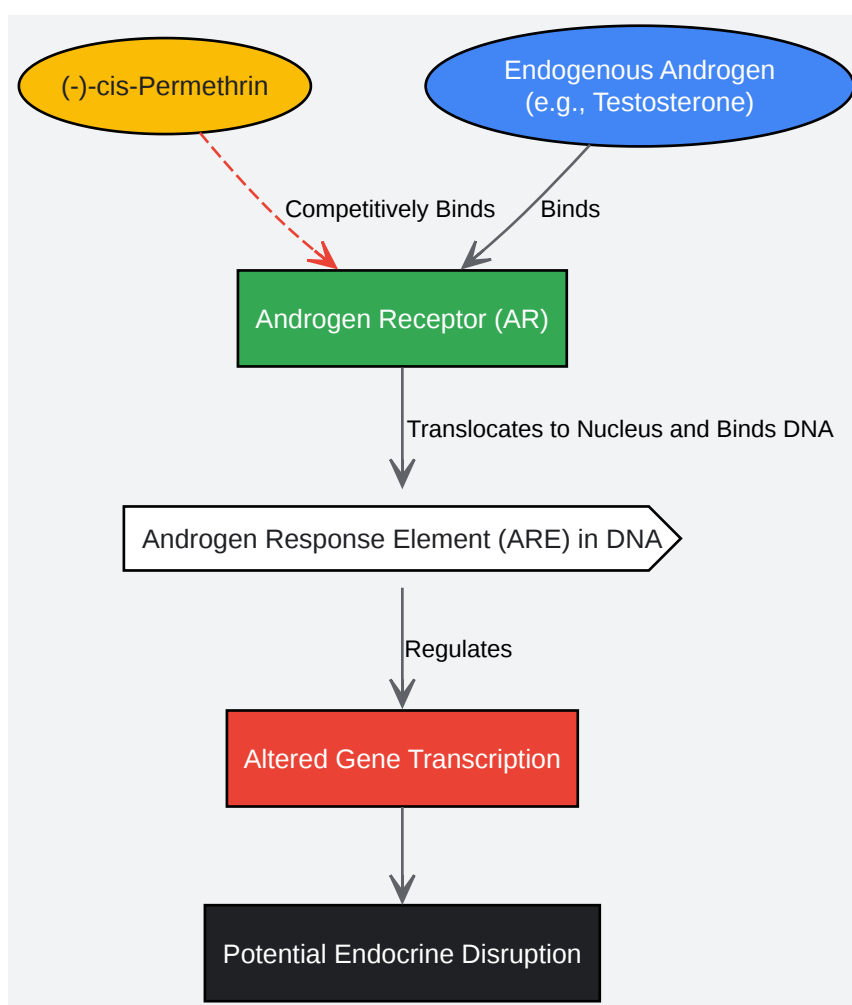 (-)-cis-Permethrin
Endogenous Androgen
(e.g., Testosterone)
Competitively Binds
Binds
Androgen Receptor (AR)
Translocates to Nucleus and Binds DNA
Androgen Response Element (ARE) in DNA
Regulates
Altered Gene Transcription
Potential Endocrine Disruption